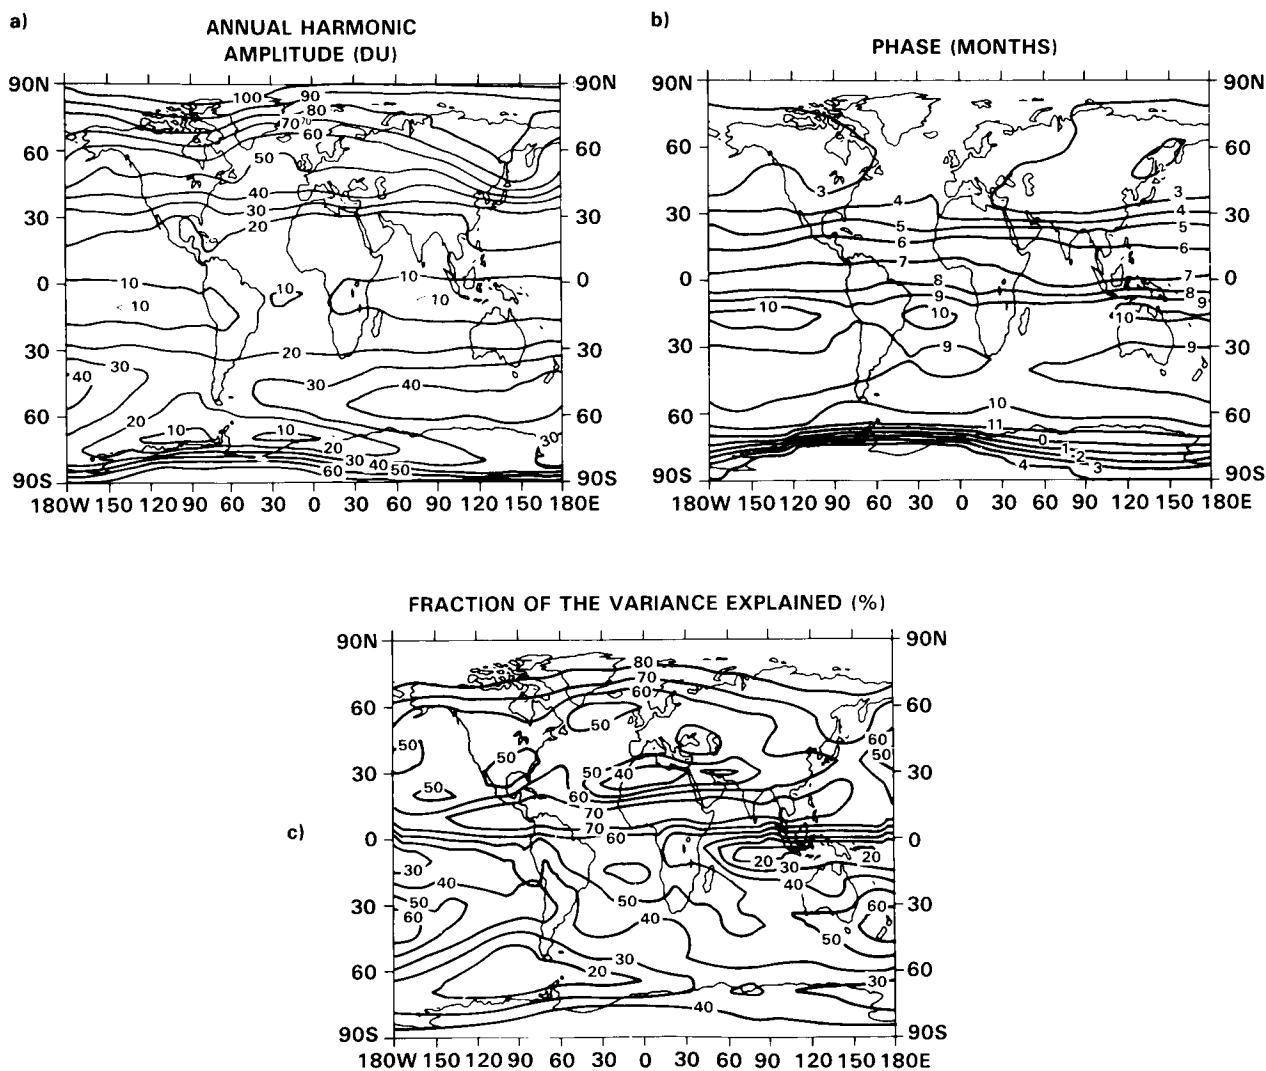 a)
ANNUAL HARMONIC
AMPLITUDE (DU)
90N 90N
100 90
80
70 70
60
60 60
50
40
30 30 30
20
10 10
0 0
10 10 10
< 10
30 20 30
30
40 30 40
60 60
20
10 10 20 30
30 40 50
60
90S 90S
180W 150 120 90 60 30 0 30 60 90 120 150 180E
b)
PHASE (MONTHS)
90N 90N
60 60
3 3
4 4
30 30
5 5
6 6
7 7
0 0
8 8
9 9
10 10 10
30 9 9 30
60 10 60
11
0
1
2
4 3
90S 90S
180W 150 120 90 60 30 0 30 60 90 120 150 180E
c)
FRACTION OF THE VARIANCE EXPLAINED (%)
90N 90N
80
70
60
60 60
50
50 60
50 50
30 50 40 30
50 60
70
70
0 60 0
20 20
30 30
40 40
50 50
30 60 40 60 30
50
30
60 20 60
30
40
90S 90S
180W 150 120 90 60 30 0 30 60 90 120 150 180E